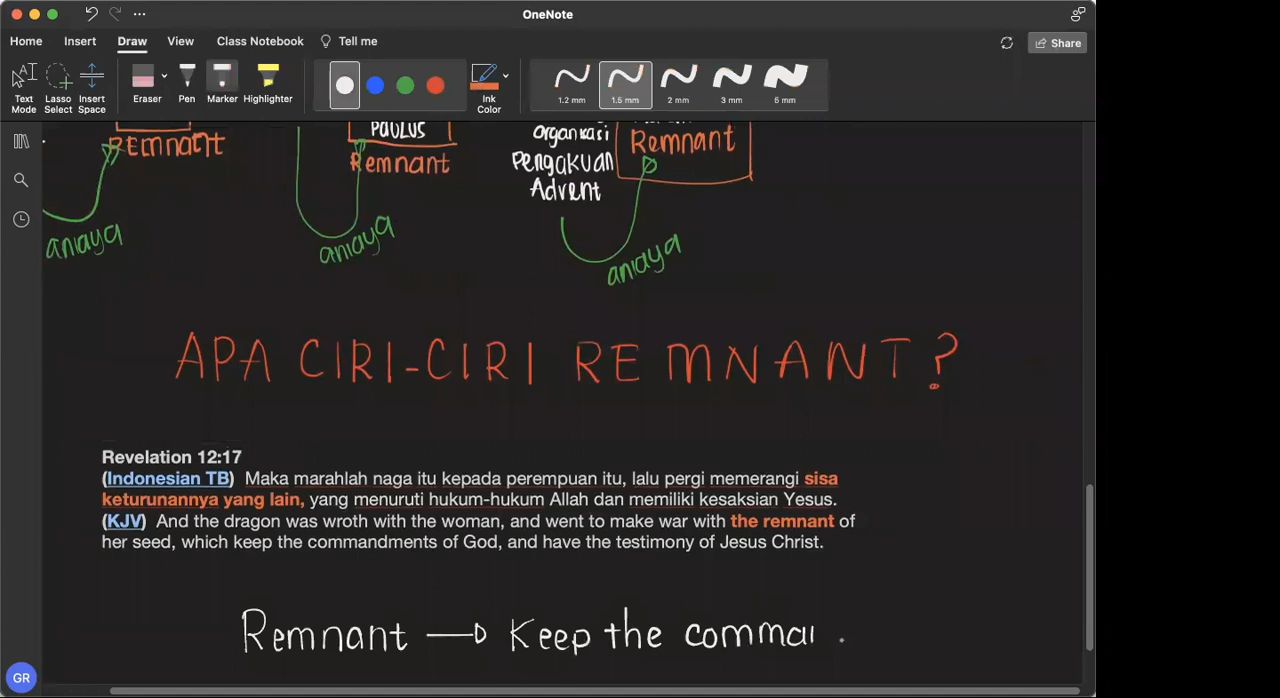 OneNote
Home Insert Draw View Class Notebook Tell me Share
Text Mode Lasso Select Insert Space Eraser Pen Marker Highlighter Ink Color 1.2 mm 1.5 mm 2 mm 3 mm 5 mm
PAULUS
Organisasi
Remnant Remnant Pengakuan Remnant
Advent
aniaya aniaya aniaya
APA CIRI-CIRI REMNANT?
Revelation 12:17
(Indonesian TB) Maka marahlah naga itu kepada perempuan itu, lalu pergi memerangi sisa
keturunannya yang lain, yang menuruti hukum-hukum Allah dan memiliki kesaksian Yesus.
(KJV) And the dragon was wroth with the woman, and went to make war with the remnant of
her seed, which keep the commandments of God, and have the testimony of Jesus Christ.
Remnant → Keep the comman
GR